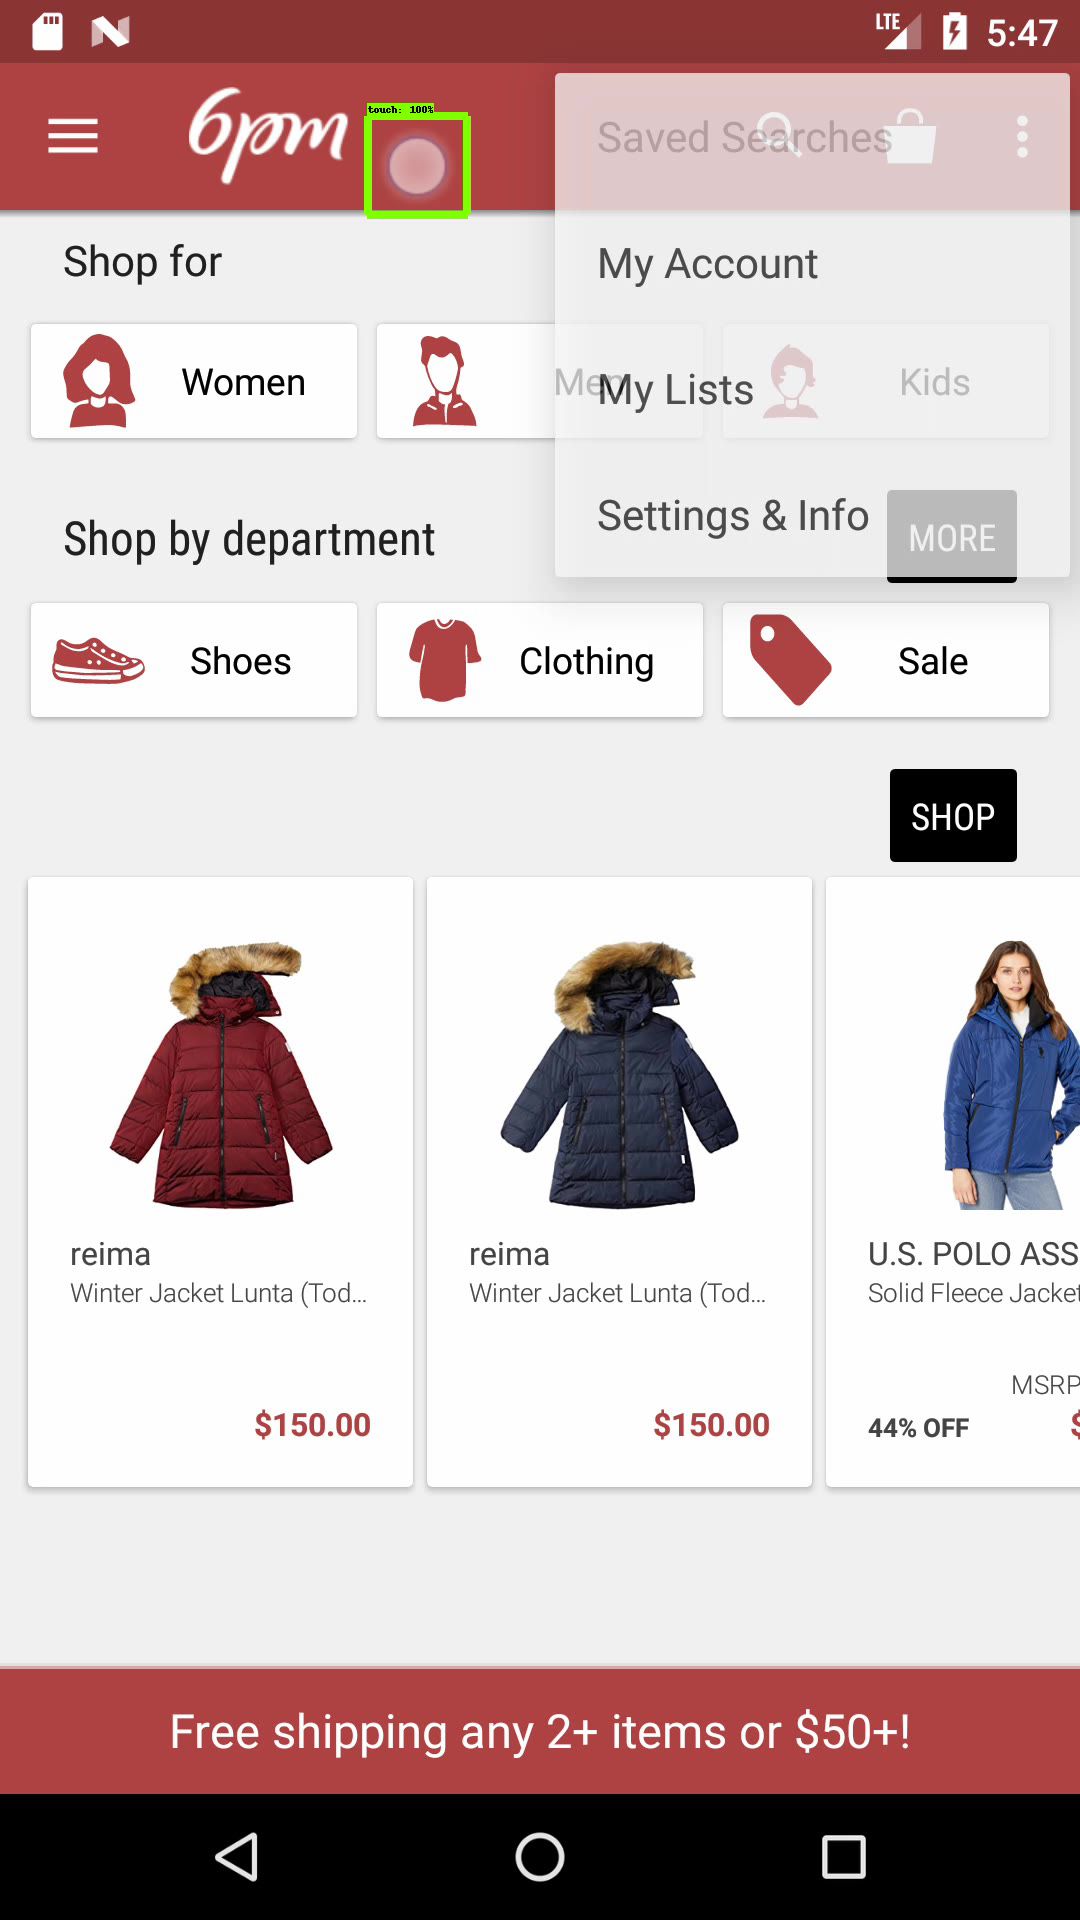 LTE 5:47
6pm
touch: 100%
Saved Searches
Shop for
My Account
Women
Men
My Lists
Kids
Settings & Info
Shop by department
MORE
Shoes
Clothing
Sale
SHOP
reima
Winter Jacket Lunta (Tod...
$150.00
reima
Winter Jacket Lunta (Tod...
$150.00
U.S. POLO ASS
Solid Fleece Jacket
MSRP
44% OFF
$
Free shipping any 2+ items or $50+!